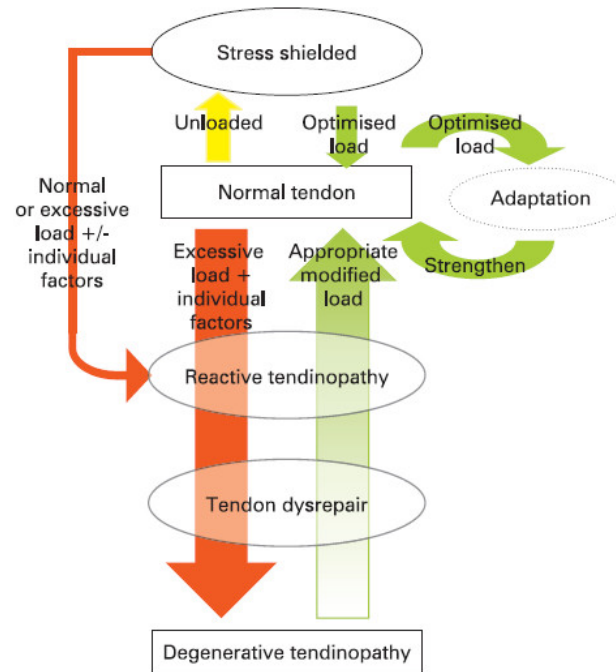 Stress shielded
Unloaded
Optimised
load
Optimised
load
Normal
or excessive
load +/-
individual
factors
Normal tendon
Adaptation
Excessive
load +
individual
factors
Appropriate
modified
load
Strengthen
Reactive tendinopathy
Tendon dysrepair
Degenerative tendinopathy